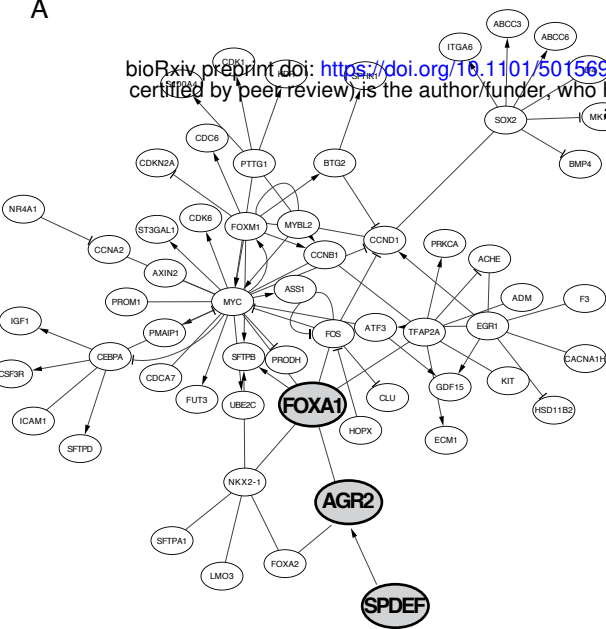 A
ABCC3
ITGA6
ABCC6
CDK1
bioRxiv preprint doi: https://doi.org/10.1101/501569
certified by peer review) is the author/funder, who h
SOX2
MK
CDC6
CDKN2A
PTTG1
BTG2
BMP4
NR4A1
ST3GAL1
CDK6
FOXM1
MYBL2
CCND1
PRKCA
CCNA2
CCNB1
ACHE
AXIN2
ASS1
PROM1
MYC
ADM
F3
IGF1
PMAIP1
FOS
ATF3
TFAP2A
EGR1
CEBPA
SFTPB
PRODH
CACNA1H
CSF3R
CDCA7
GDF15
KIT
FUT3
UBE2C
FOXA1
CLU
HSD11B2
ICAM1
HOPX
SFTPD
ECM1
NKX2-1
AGR2
SFTPA1
FOXA2
LMO3
SPDEF